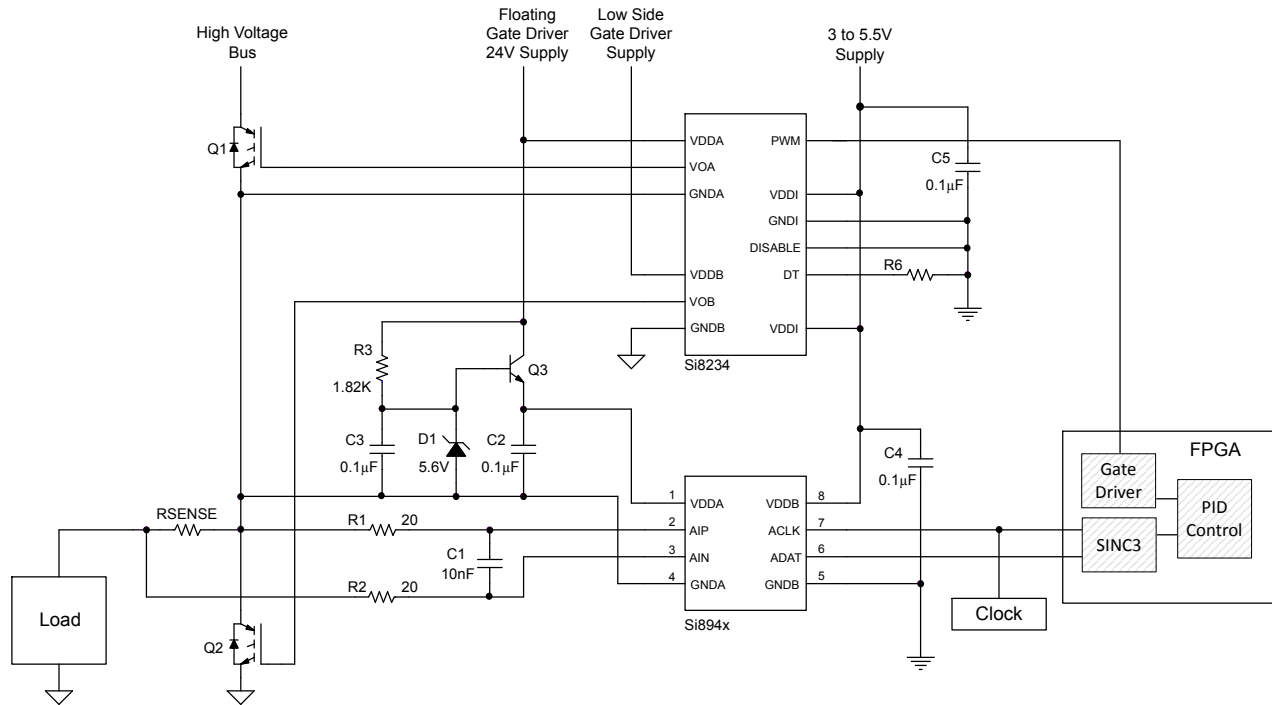 High Voltage
Bus
Floating
Gate Driver
24V Supply
Low Side
Gate Driver
Supply
3 to 5.5V
Supply
Q1
VDDA
VOA
GNDA
VDDB
VOB
GNDB
PWM
VDDI
GNDI
DISABLE
DT
VDDI
Si8234
C5
0.1µF
R6
R3
1.82K
Q3
C3
0.1µF
D1
5.6V
C2
0.1µF
C4
0.1µF
FPGA
Gate
Driver
PID
Control
SINC3
RSENSE
R1 20
C1
10nF
R2 20
1
2
3
4
VDDA
AIP
AIN
GNDA
VDDB
ACLK
ADAT
GNDB
8
7
6
5
Si894x
Clock
Load
Q2